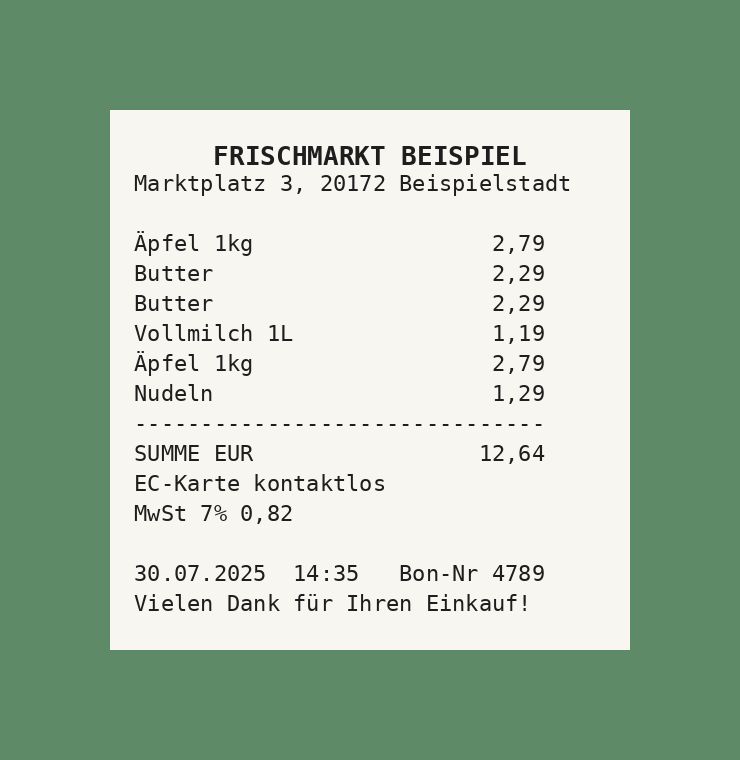 FRISCHMARKT BEISPIEL
Marktplatz 3, 20172 Beispielstadt
Äpfel 1kg 2,79
Butter 2,29
Butter 2,29
Vollmilch 1L 1,19
Äpfel 1kg 2,79
Nudeln 1,29
-------------------------------
SUMME EUR 12,64
EC-Karte kontaktlos
MwSt 7% 0,82
30.07.2025 14:35 Bon-Nr 4789
Vielen Dank für Ihren Einkauf!